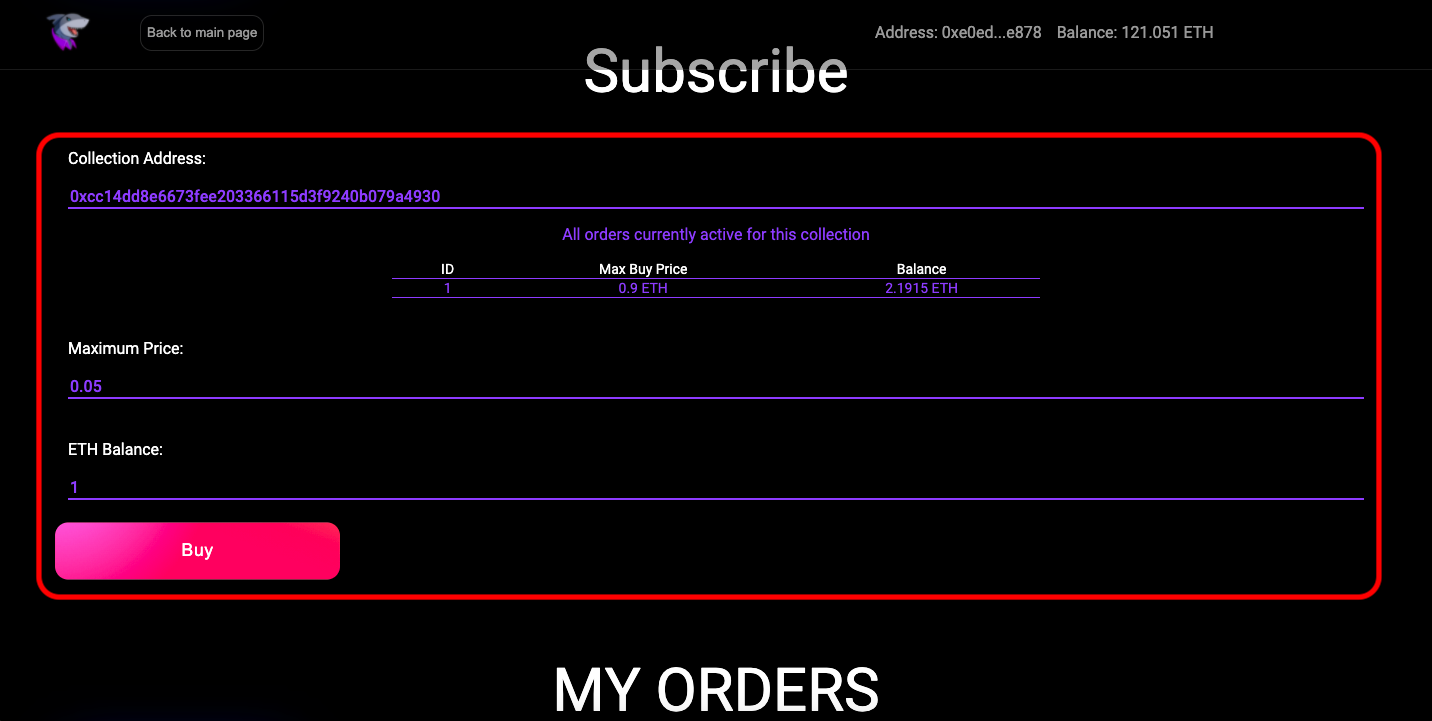 Back to main page
Address: 0xe0ed...e878 Balance: 121.051 ETH
Subscribe
Collection Address:
0xcc14dd8e6673fee203366115d3f9240b079a4930
All orders currently active for this collection
ID Max Buy Price Balance
1 0.9 ETH 2.1915 ETH
Maximum Price:
0.05
ETH Balance:
1
Buy
MY ORDERS